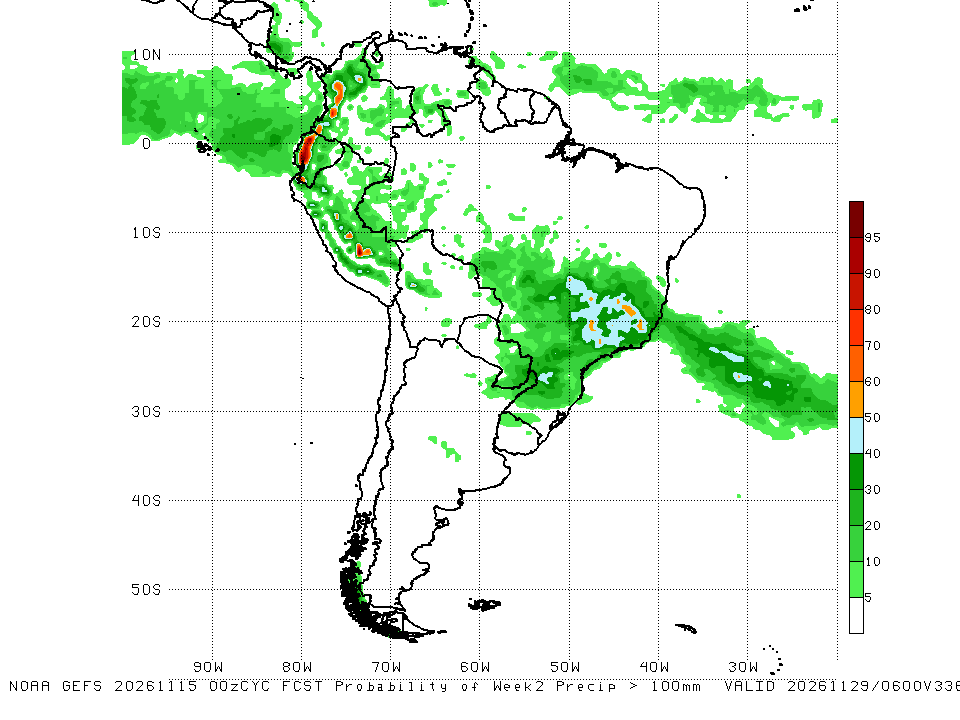 10N
0
10S
20S
30S
40S
50S
95
90
80
70
60
50
40
30
20
10
5
90W 80W 70W 60W 50W 40W 30W
NOAA GEFS 20261115 00zCYC FCST Probability of Week2 Precip > 100mm VALID 20261129/0600V336